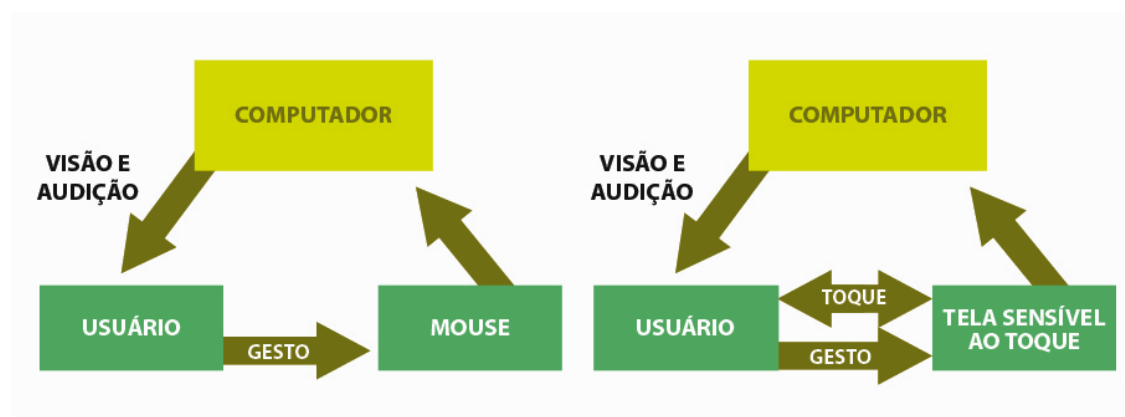 COMPUTADOR
VISÃO E
AUDIÇÃO
USUÁRIO
GESTO
MOUSE
COMPUTADOR
VISÃO E
AUDIÇÃO
USUÁRIO
TOQUE
GESTO
TELA SENSÍVEL
AO TOQUE